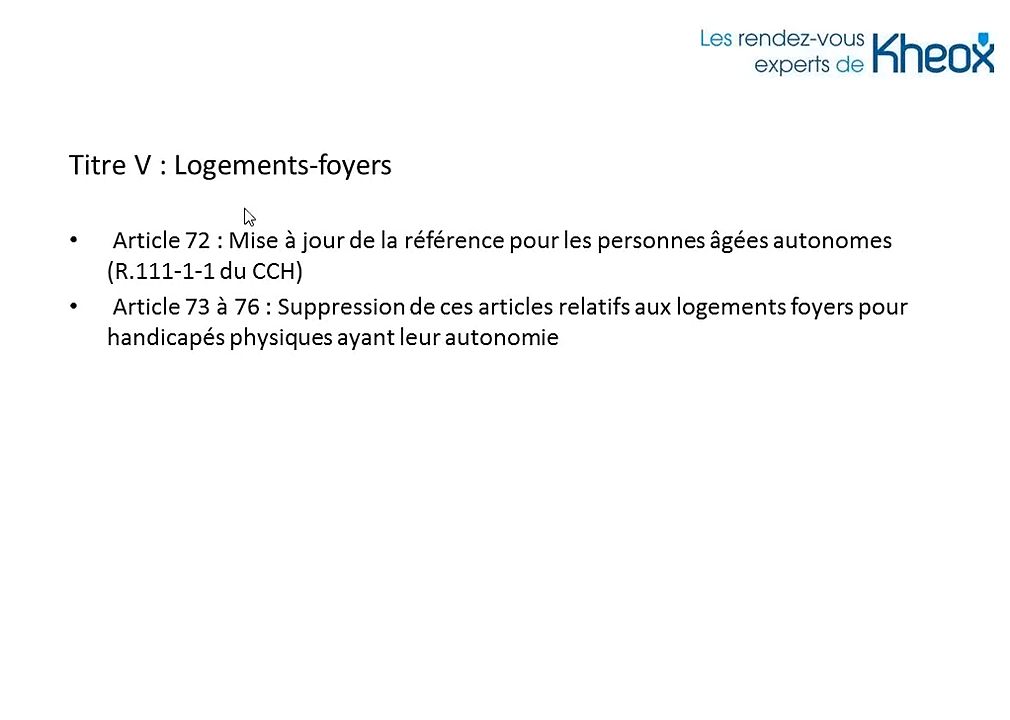 Les rendez-vous
experts de Kheox
Titre V : Logements-foyers
• Article 72 : Mise à jour de la référence pour les personnes âgées autonomes
(R.111-1-1 du CCH)
• Article 73 à 76 : Suppression de ces articles relatifs aux logements foyers pour
handicapés physiques ayant leur autonomie